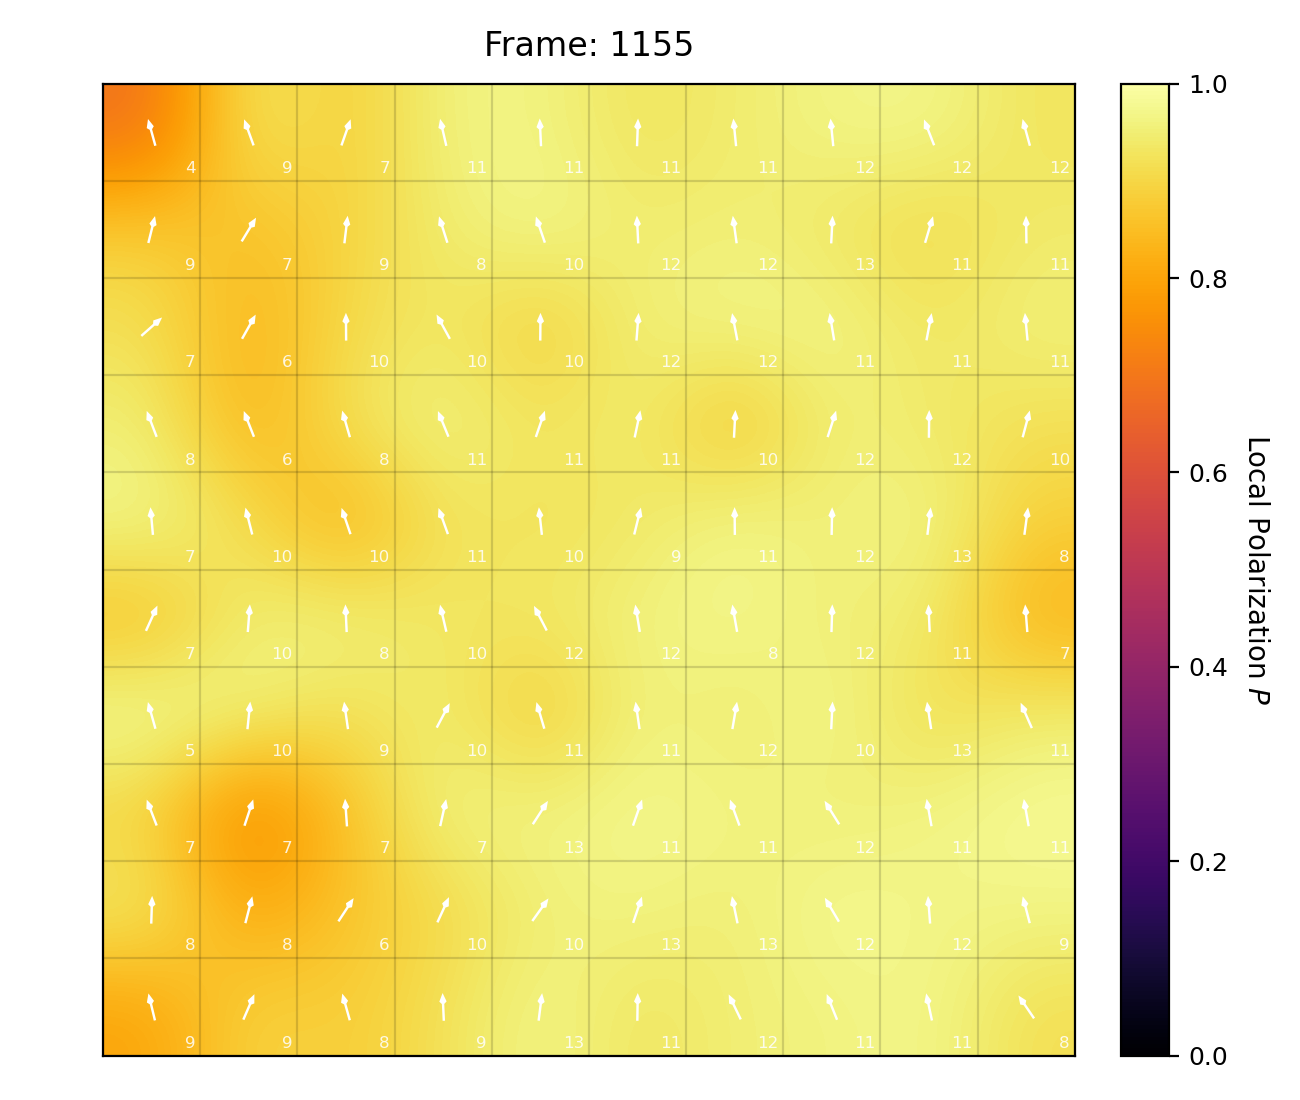 Frame: 1155
4 9 7 11 11 11 11 12 12 12
9 7 9 8 10 12 12 13 11 11
7 6 10 10 10 12 12 11 11 11
8 6 8 11 11 11 10 12 12 10
7 10 10 11 10 9 11 12 13 8
7 10 8 10 12 12 8 12 11 7
5 10 9 10 11 11 12 10 13 11
7 7 7 7 13 11 11 12 11 11
8 8 6 10 10 13 13 12 12 9
9 9 8 9 13 11 12 11 11 8
1.0
0.8
0.6
0.4
0.2
0.0
Local Polarization P